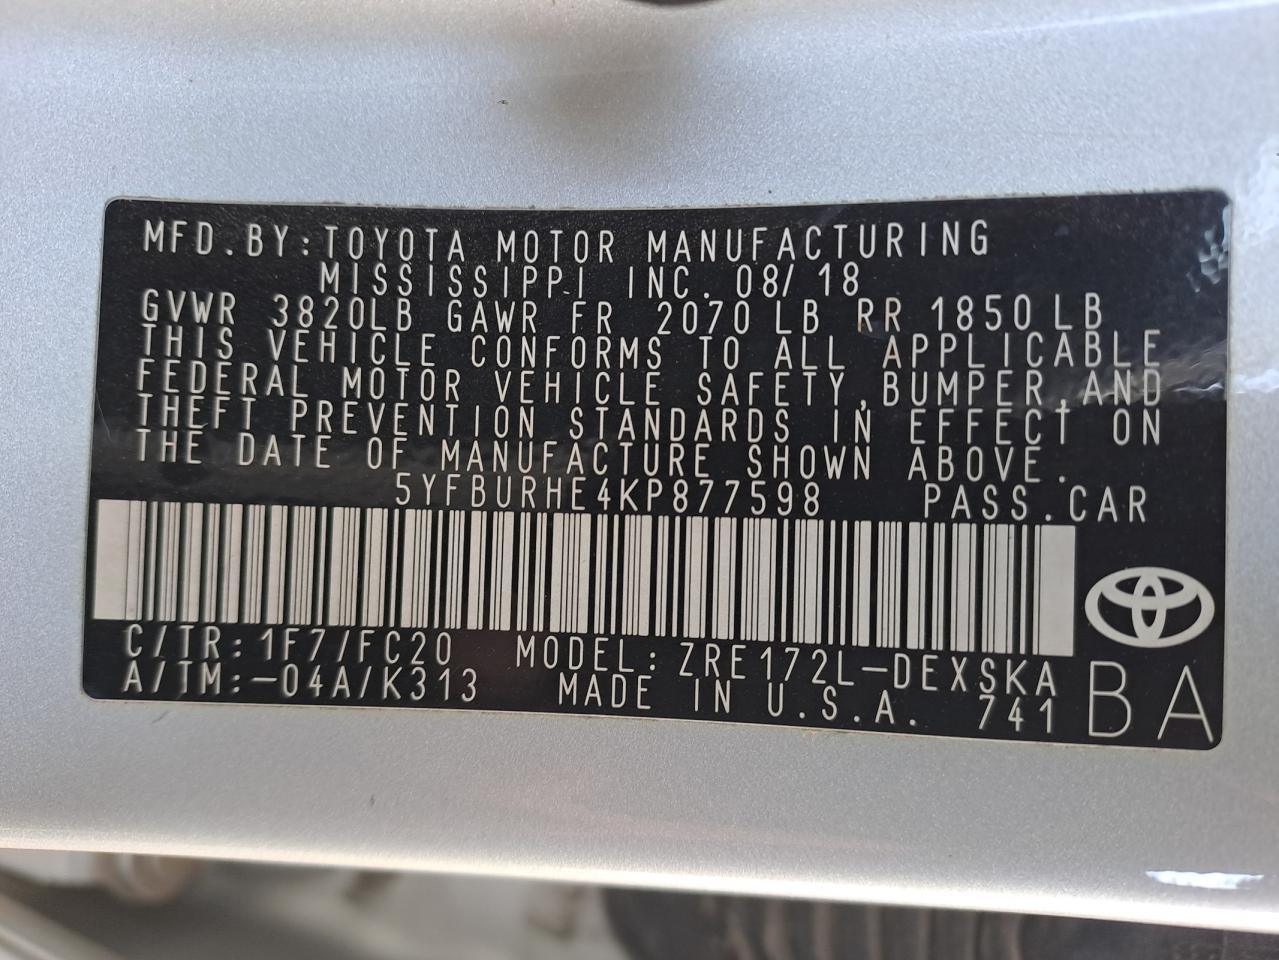 MFD.BY:TOYOTA MOTOR MANUFACTURING
MISSISSIPPI INC. 08/18
GVWR 3820LB GAWR FR 2070 LB RR 1850 LB
THIS VEHICLE CONFORMS TO ALL APPLICABLE
FEDERAL MOTOR VEHICLE SAFETY,BUMPER,AND
THEFT PREVENTION STANDARDS IN EFFECT ON
THE DATE OF MANUFACTURE SHOWN ABOVE.
5YFBURHE4KP877598 PASS.CAR
C/TR:1F7/FC20 MODEL:ZRE172L-DEXSKA
A/TM:-04A/K313 MADE IN U.S.A. 741
BA